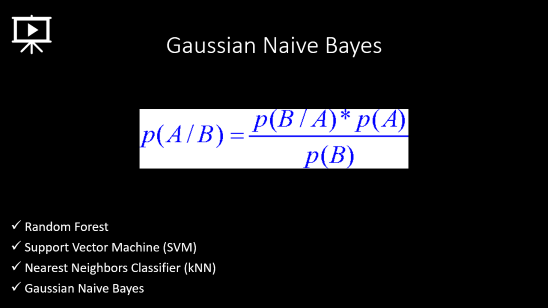 Gaussian Naive Bayes
p(A/B) = p(B/A)* p(A)
p(B)
✓ Random Forest
✓ Support Vector Machine (SVM)
✓ Nearest Neighbors Classifier (kNN)
✓ Gaussian Naive Bayes